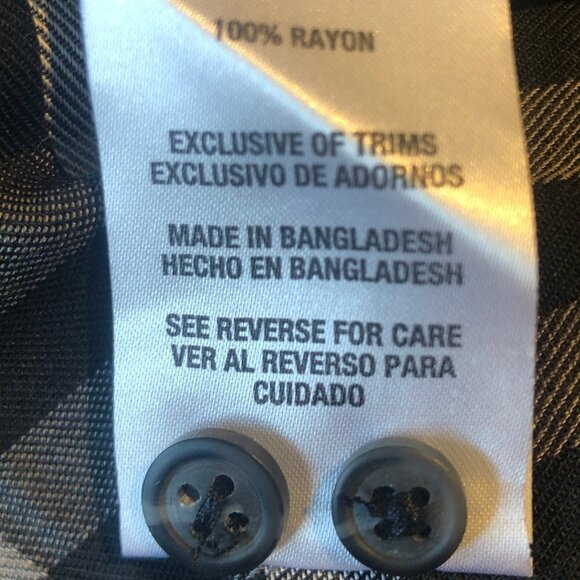 100% RAYON
EXCLUSIVE OF TRIMS
EXCLUSIVO DE ADORNOS
MADE IN BANGLADESH
HECHO EN BANGLADESH
SEE REVERSE FOR CARE
VER AL REVERSO PARA
CUIDADO